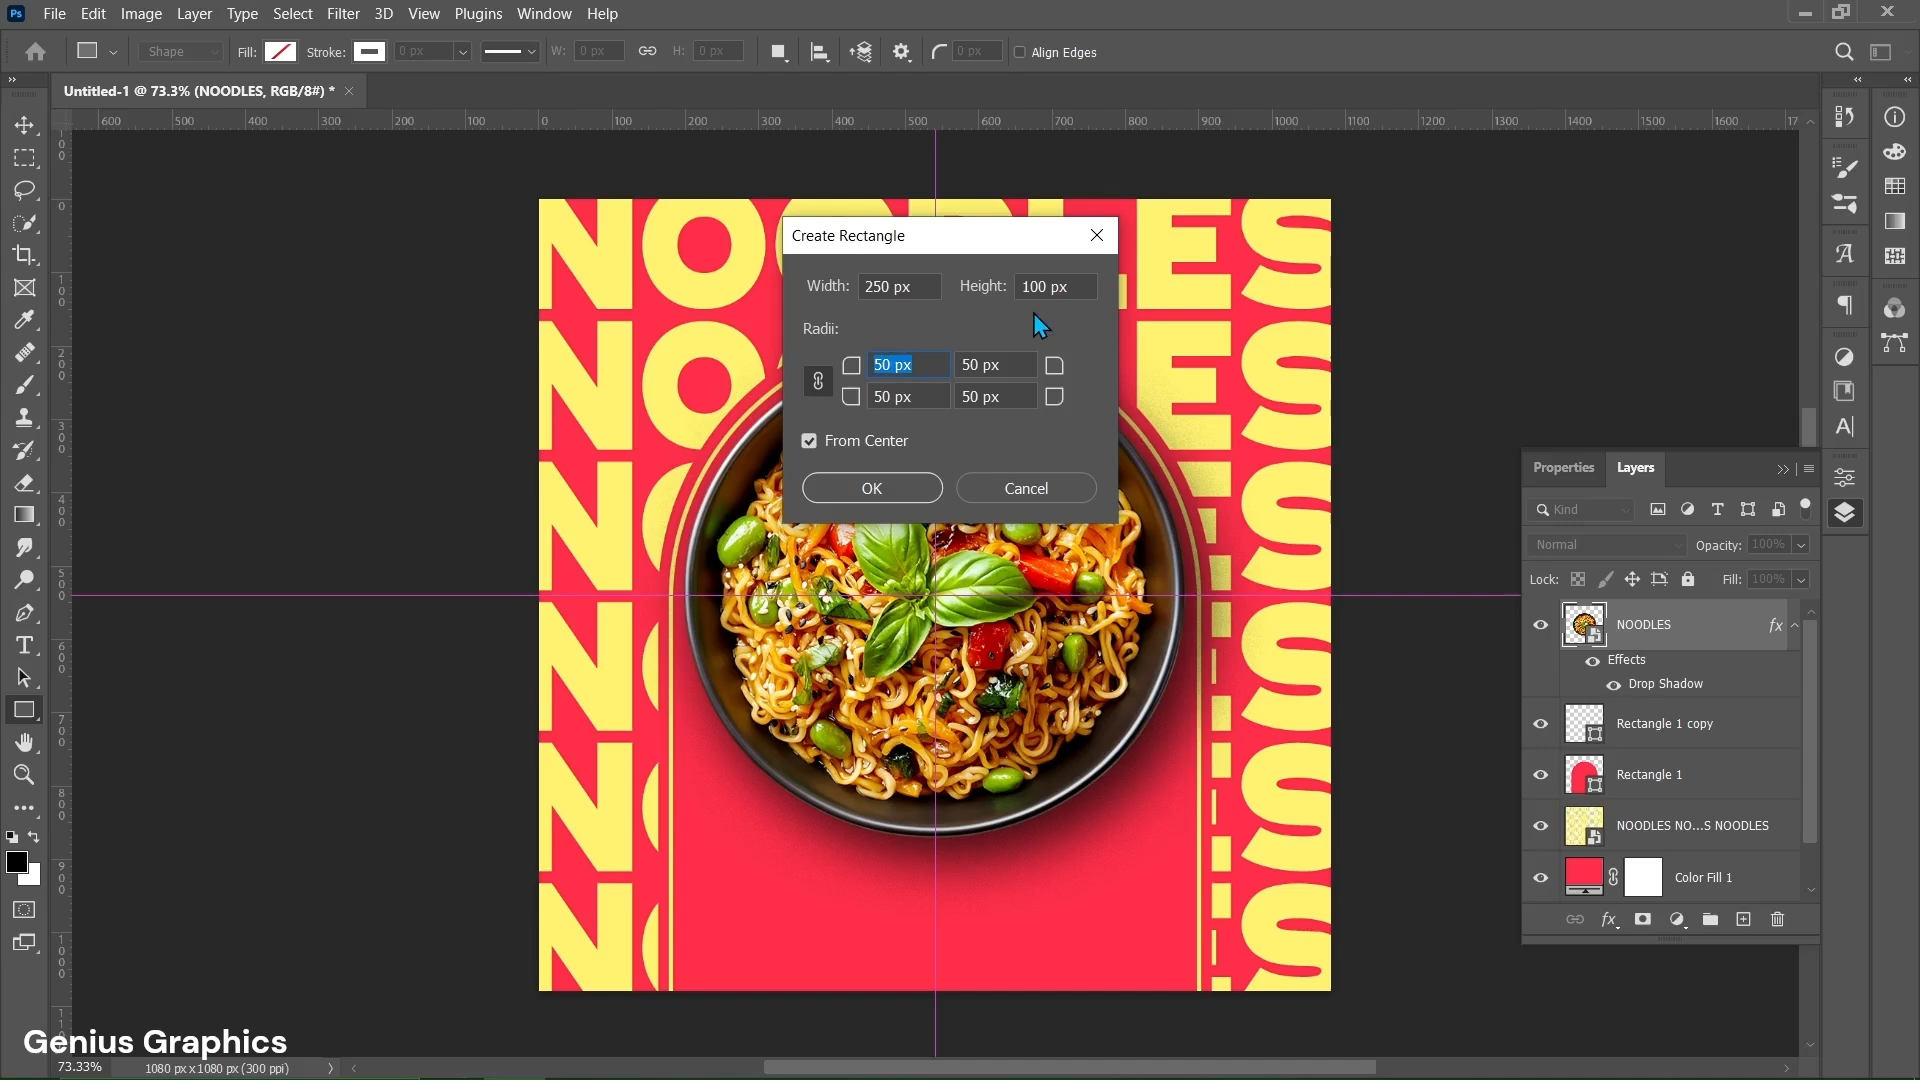 Ps File Edit Image Layer Type Select Filter 3D View Plugins Window Help
Shape Fill: Stroke: 0 px W: 0 px H: 0 px 0 px Align Edges
Untitled-1 @ 73.3% (NOODLES, RGB/8#) *
600 500 400 300 200 100 0 100 200 300 400 500 600 700 800 900 1000 1100 1200 1300 1400 1500 1600 17
Create Rectangle
Width: 250 px Height: 100 px
Radii:
50 px 50 px
50 px 50 px
From Center
OK Cancel
Properties Layers
Kind
Normal Opacity: 100%
Lock: Fill: 100%
NOODLES fx
Effects
Drop Shadow
Rectangle 1 copy
Rectangle 1
NOODLES NO...S NOODLES
Color Fill 1
fx
Genius Graphics
73.33% 1080 px x 1080 px (300 ppi)